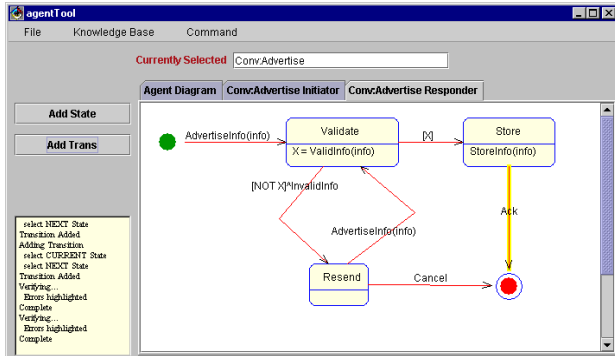 agentTool
File Knowledge Base Command
Currently Selected Conv:Advertise
Agent Diagram Conv:Advertise Initiator Conv:Advertise Responder
Add State
Add Trans
AdvertiseInfo(info)
Validate
X = ValidInfo(info)
[X]
Store
StoreInfo(info)
[NOT X]^InvalidInfo
AdvertiseInfo(info)
Ack
Resend
Cancel
select NEXT State
Transition Added
Adding Transition
select CURRENT State
select NEXT State
Transition Added
Verifying...
Errors highlighted
Complete
Verifying...
Errors highlighted
Complete